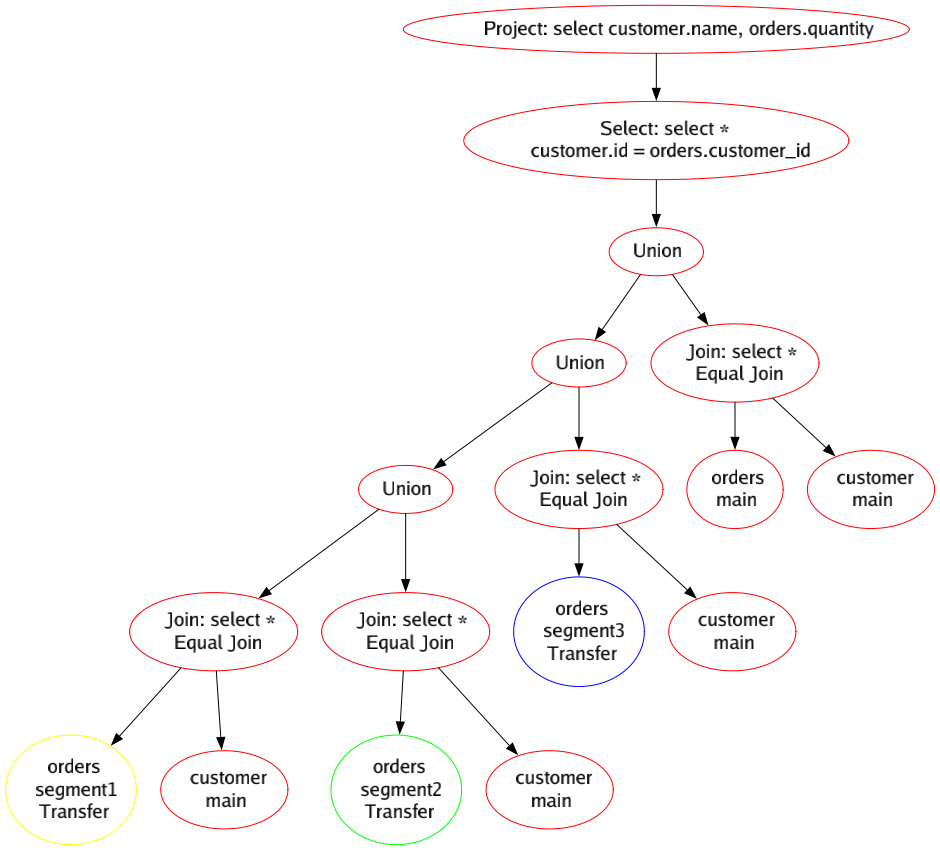 Project: select customer.name, orders.quantity
Select: select *
customer.id = orders.customer_id
Union
Union
Join: select *
Equal Join
Union
Join: select *
Equal Join
orders
main
customer
main
Join: select *
Equal Join
Join: select *
Equal Join
orders
segment3
Transfer
customer
main
orders
segment1
Transfer
customer
main
orders
segment2
Transfer
customer
main